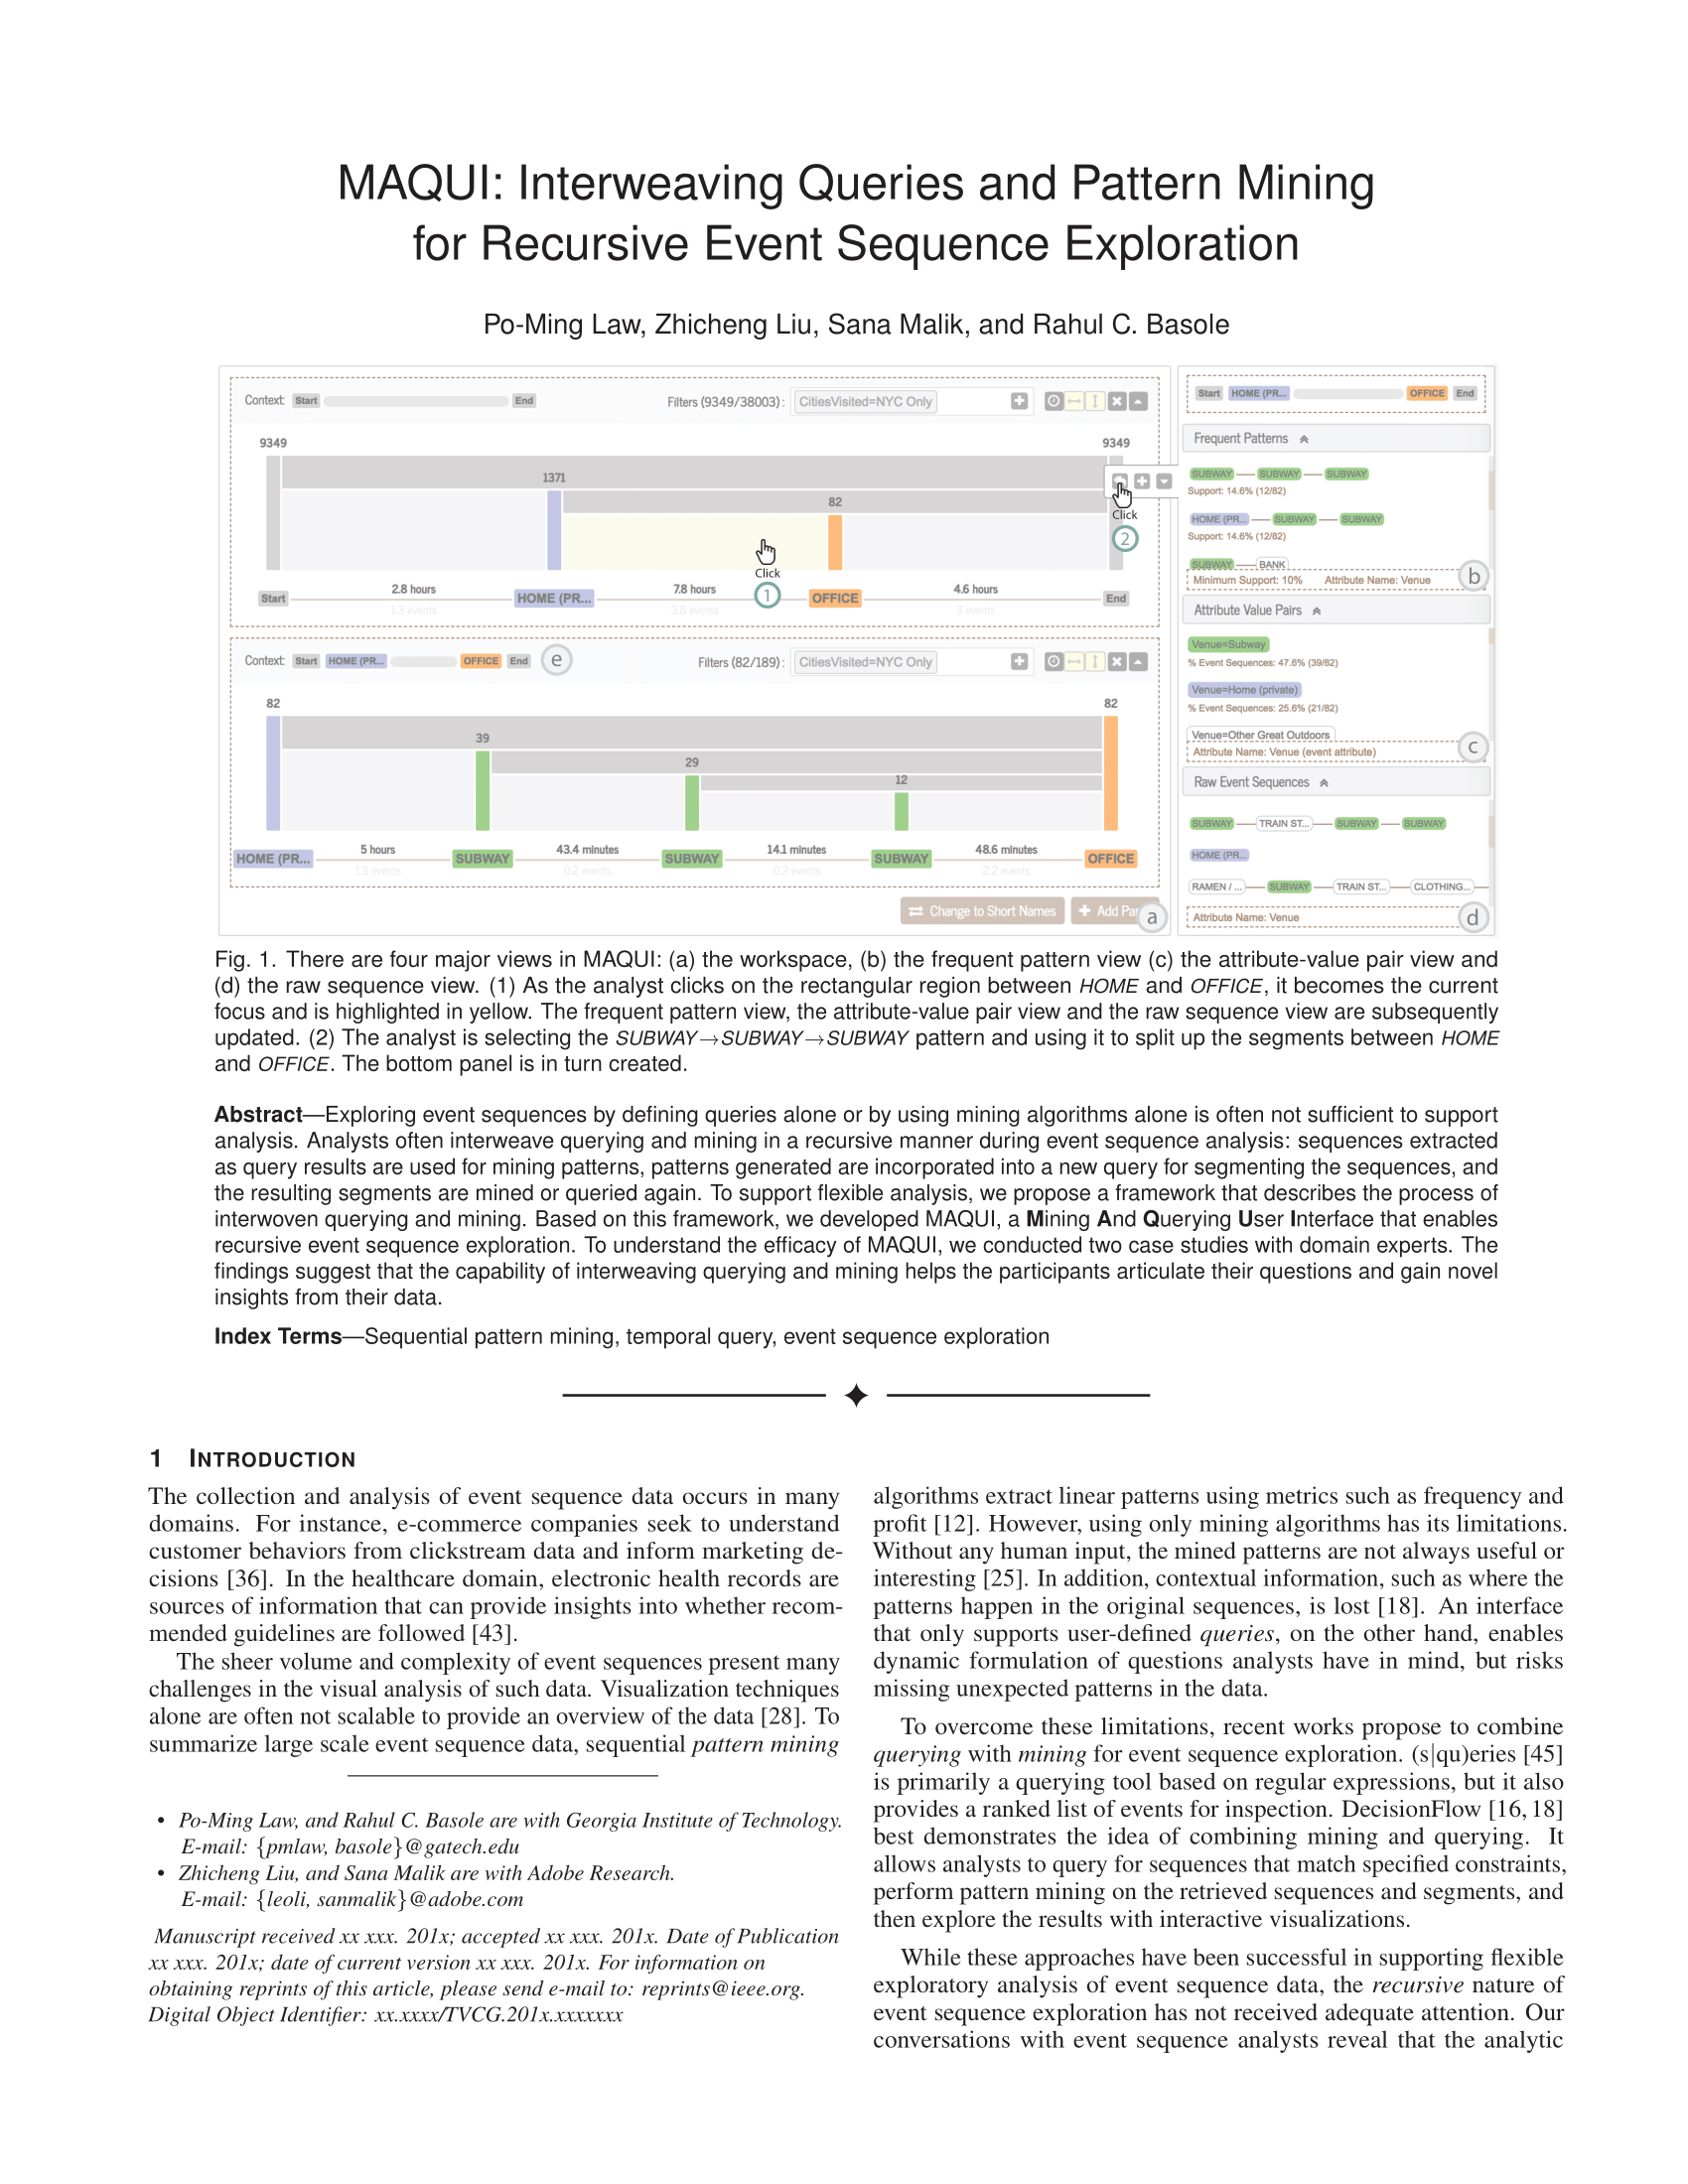 MAQUI: Interweaving Queries and Pattern Mining
for Recursive Event Sequence Exploration
Po-Ming Law, Zhicheng Liu, Sana Malik, and Rahul C. Basole
Context: Start End Filters (9349/38003) : CitiesVisited=NYC Only
9349 9349
1371
82
Click
2
Click
1
2.8 hours 7.8 hours 4.6 hours
Start HOME (PR... OFFICE End
1.3 events 3.8 events 3 events
Context: Start HOME (PR... OFFICE End e Filters (82/189) : CitiesVisited=NYC Only
82 82
39
29
12
5 hours 43.4 minutes 14.1 minutes 48.6 minutes
HOME (PR... SUBWAY SUBWAY SUBWAY OFFICE
1.9 events 0.2 events 0.2 events 2.2 events
Change to Short Names Add Pa a
Start HOME (PR... OFFICE End
Frequent Patterns
SUBWAY SUBWAY SUBWAY
Support: 14.6% (12/82)
HOME (PR... SUBWAY SUBWAY
Support: 14.6% (12/82)
SUBWAY BANK
Minimum Support: 10% Attribute Name: Venue b
Attribute Value Pairs
Venue=Subway
% Event Sequences: 47.6% (39/82)
Venue=Home (private)
% Event Sequences: 25.6% (21/82)
Venue=Other Great Outdoors
Attribute Name: Venue (event attribute) c
Raw Event Sequences
SUBWAY TRAIN ST... SUBWAY SUBWAY
HOME (PR...
RAMEN / ... SUBWAY TRAIN ST... CLOTHING...
Attribute Name: Venue d
Fig. 1. There are four major views in MAQUI: (a) the workspace, (b) the frequent pattern view (c) the attribute-value pair view and
(d) the raw sequence view. (1) As the analyst clicks on the rectangular region between HOME and OFFICE, it becomes the current
focus and is highlighted in yellow. The frequent pattern view, the attribute-value pair view and the raw sequence view are subsequently
updated. (2) The analyst is selecting the SUBWAY→SUBWAY→SUBWAY pattern and using it to split up the segments between HOME
and OFFICE. The bottom panel is in turn created.
Abstract—Exploring event sequences by defining queries alone or by using mining algorithms alone is often not sufficient to support
analysis. Analysts often interweave querying and mining in a recursive manner during event sequence analysis: sequences extracted
as query results are used for mining patterns, patterns generated are incorporated into a new query for segmenting the sequences, and
the resulting segments are mined or queried again. To support flexible analysis, we propose a framework that describes the process of
interwoven querying and mining. Based on this framework, we developed MAQUI, a Mining And Querying User Interface that enables
recursive event sequence exploration. To understand the efficacy of MAQUI, we conducted two case studies with domain experts. The
findings suggest that the capability of interweaving querying and mining helps the participants articulate their questions and gain novel
insights from their data.
Index Terms—Sequential pattern mining, temporal query, event sequence exploration
1 INTRODUCTION
The collection and analysis of event sequence data occurs in many
domains. For instance, e-commerce companies seek to understand
customer behaviors from clickstream data and inform marketing de-
cisions [36]. In the healthcare domain, electronic health records are
sources of information that can provide insights into whether recom-
mended guidelines are followed [43].
The sheer volume and complexity of event sequences present many
challenges in the visual analysis of such data. Visualization techniques
alone are often not scalable to provide an overview of the data [28]. To
summarize large scale event sequence data, sequential pattern mining
• Po-Ming Law, and Rahul C. Basole are with Georgia Institute of Technology.
E-mail: {pmlaw, basole}@gatech.edu
• Zhicheng Liu, and Sana Malik are with Adobe Research.
E-mail: {leoli, sanmalik}@adobe.com
Manuscript received xx xxx. 201x; accepted xx xxx. 201x. Date of Publication
xx xxx. 201x; date of current version xx xxx. 201x. For information on
obtaining reprints of this article, please send e-mail to: reprints@ieee.org.
Digital Object Identifier: xx.xxxx/TVCG.201x.xxxxxxx
algorithms extract linear patterns using metrics such as frequency and
profit [12]. However, using only mining algorithms has its limitations.
Without any human input, the mined patterns are not always useful or
interesting [25]. In addition, contextual information, such as where the
patterns happen in the original sequences, is lost [18]. An interface
that only supports user-defined queries, on the other hand, enables
dynamic formulation of questions analysts have in mind, but risks
missing unexpected patterns in the data.
To overcome these limitations, recent works propose to combine
querying with mining for event sequence exploration. (s|qu)eries [45]
is primarily a querying tool based on regular expressions, but it also
provides a ranked list of events for inspection. DecisionFlow [16, 18]
best demonstrates the idea of combining mining and querying. It
allows analysts to query for sequences that match specified constraints,
perform pattern mining on the retrieved sequences and segments, and
then explore the results with interactive visualizations.
While these approaches have been successful in supporting flexible
exploratory analysis of event sequence data, the recursive nature of
event sequence exploration has not received adequate attention. Our
conversations with event sequence analysts reveal that the analytic